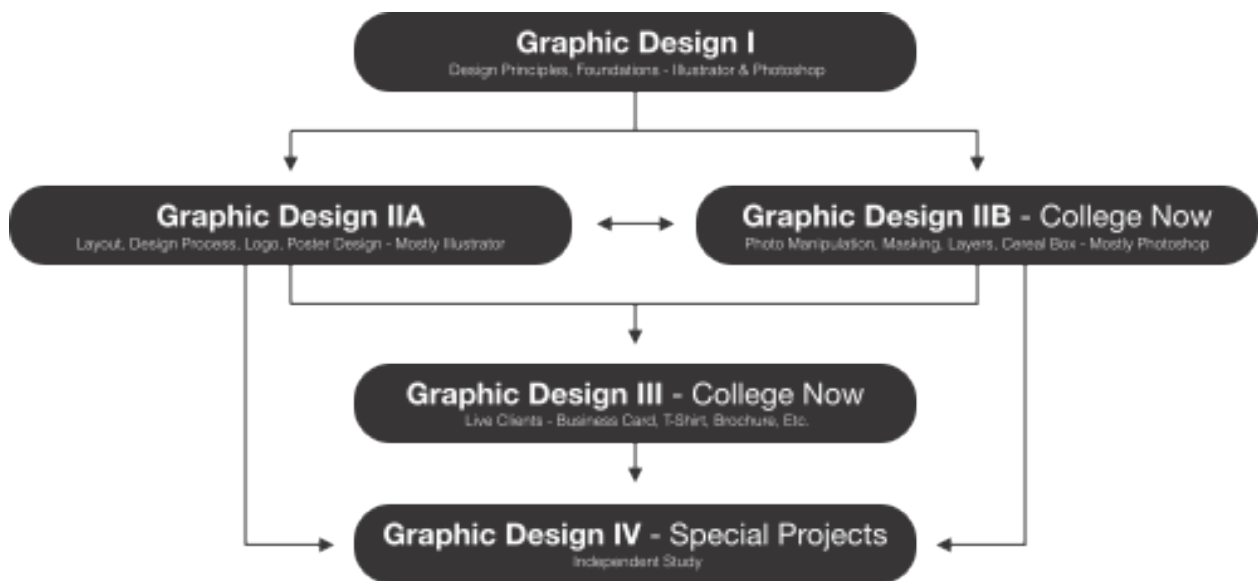 Graphic Design I
Design Principles, Foundations - Illustrator & Photoshop
Graphic Design IIA
Layout, Design Process, Logo, Poster Design - Mostly Illustrator
Graphic Design IIB - College Now
Photo Manipulation, Masking, Layers, Cereal Box - Mostly Photoshop
Graphic Design III - College Now
Live Clients - Business Card, T-Shirt, Brochure, Etc.
Graphic Design IV - Special Projects
Independent Study